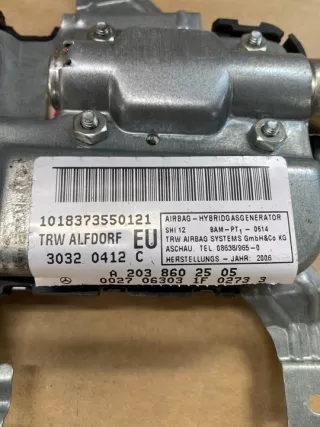 1018373550121
TRW ALFDORF EU
3032 0412 C
AIRBAG-HYBRIDGASGENERATOR
SHI 12 BAM-PT₁-0614
TRW AIRBAG SYSTEMS GmbH&Co KG
ASCHAU TEL. 08638/965-0
HERSTELLUNGS-JAHR: 2006
A 203 860 25 05
0027 06303 1F 0273 3